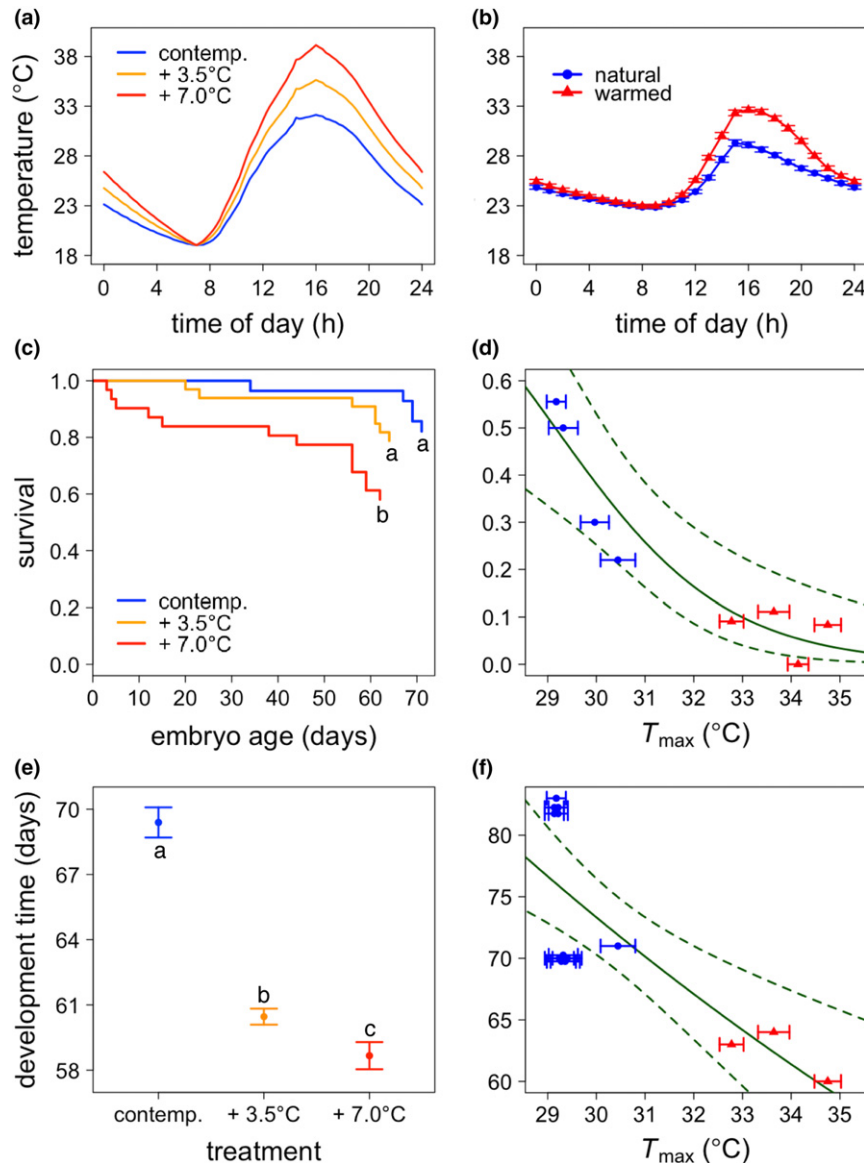 (a)
temperature (°C)
38
33
28
23
18
contemp.
+ 3.5°C
+ 7.0°C
0 4 8 12 16 20 24
time of day (h)
(b)
38
33
28
23
18
natural
warmed
0 4 8 12 16 20 24
time of day (h)
(c)
survival
1.0
0.8
0.6
0.4
0.2
0.0
a
a
b
contemp.
+ 3.5°C
+ 7.0°C
0 10 20 30 40 50 60 70
embryo age (days)
(d)
0.6
0.5
0.4
0.3
0.2
0.1
0.0
29 30 31 32 33 34 35
Tmax (°C)
(e)
development time (days)
70
67
64
61
58
a
b
c
contemp. + 3.5°C + 7.0°C
treatment
(f)
80
75
70
65
60
29 30 31 32 33 34 35
Tmax (°C)